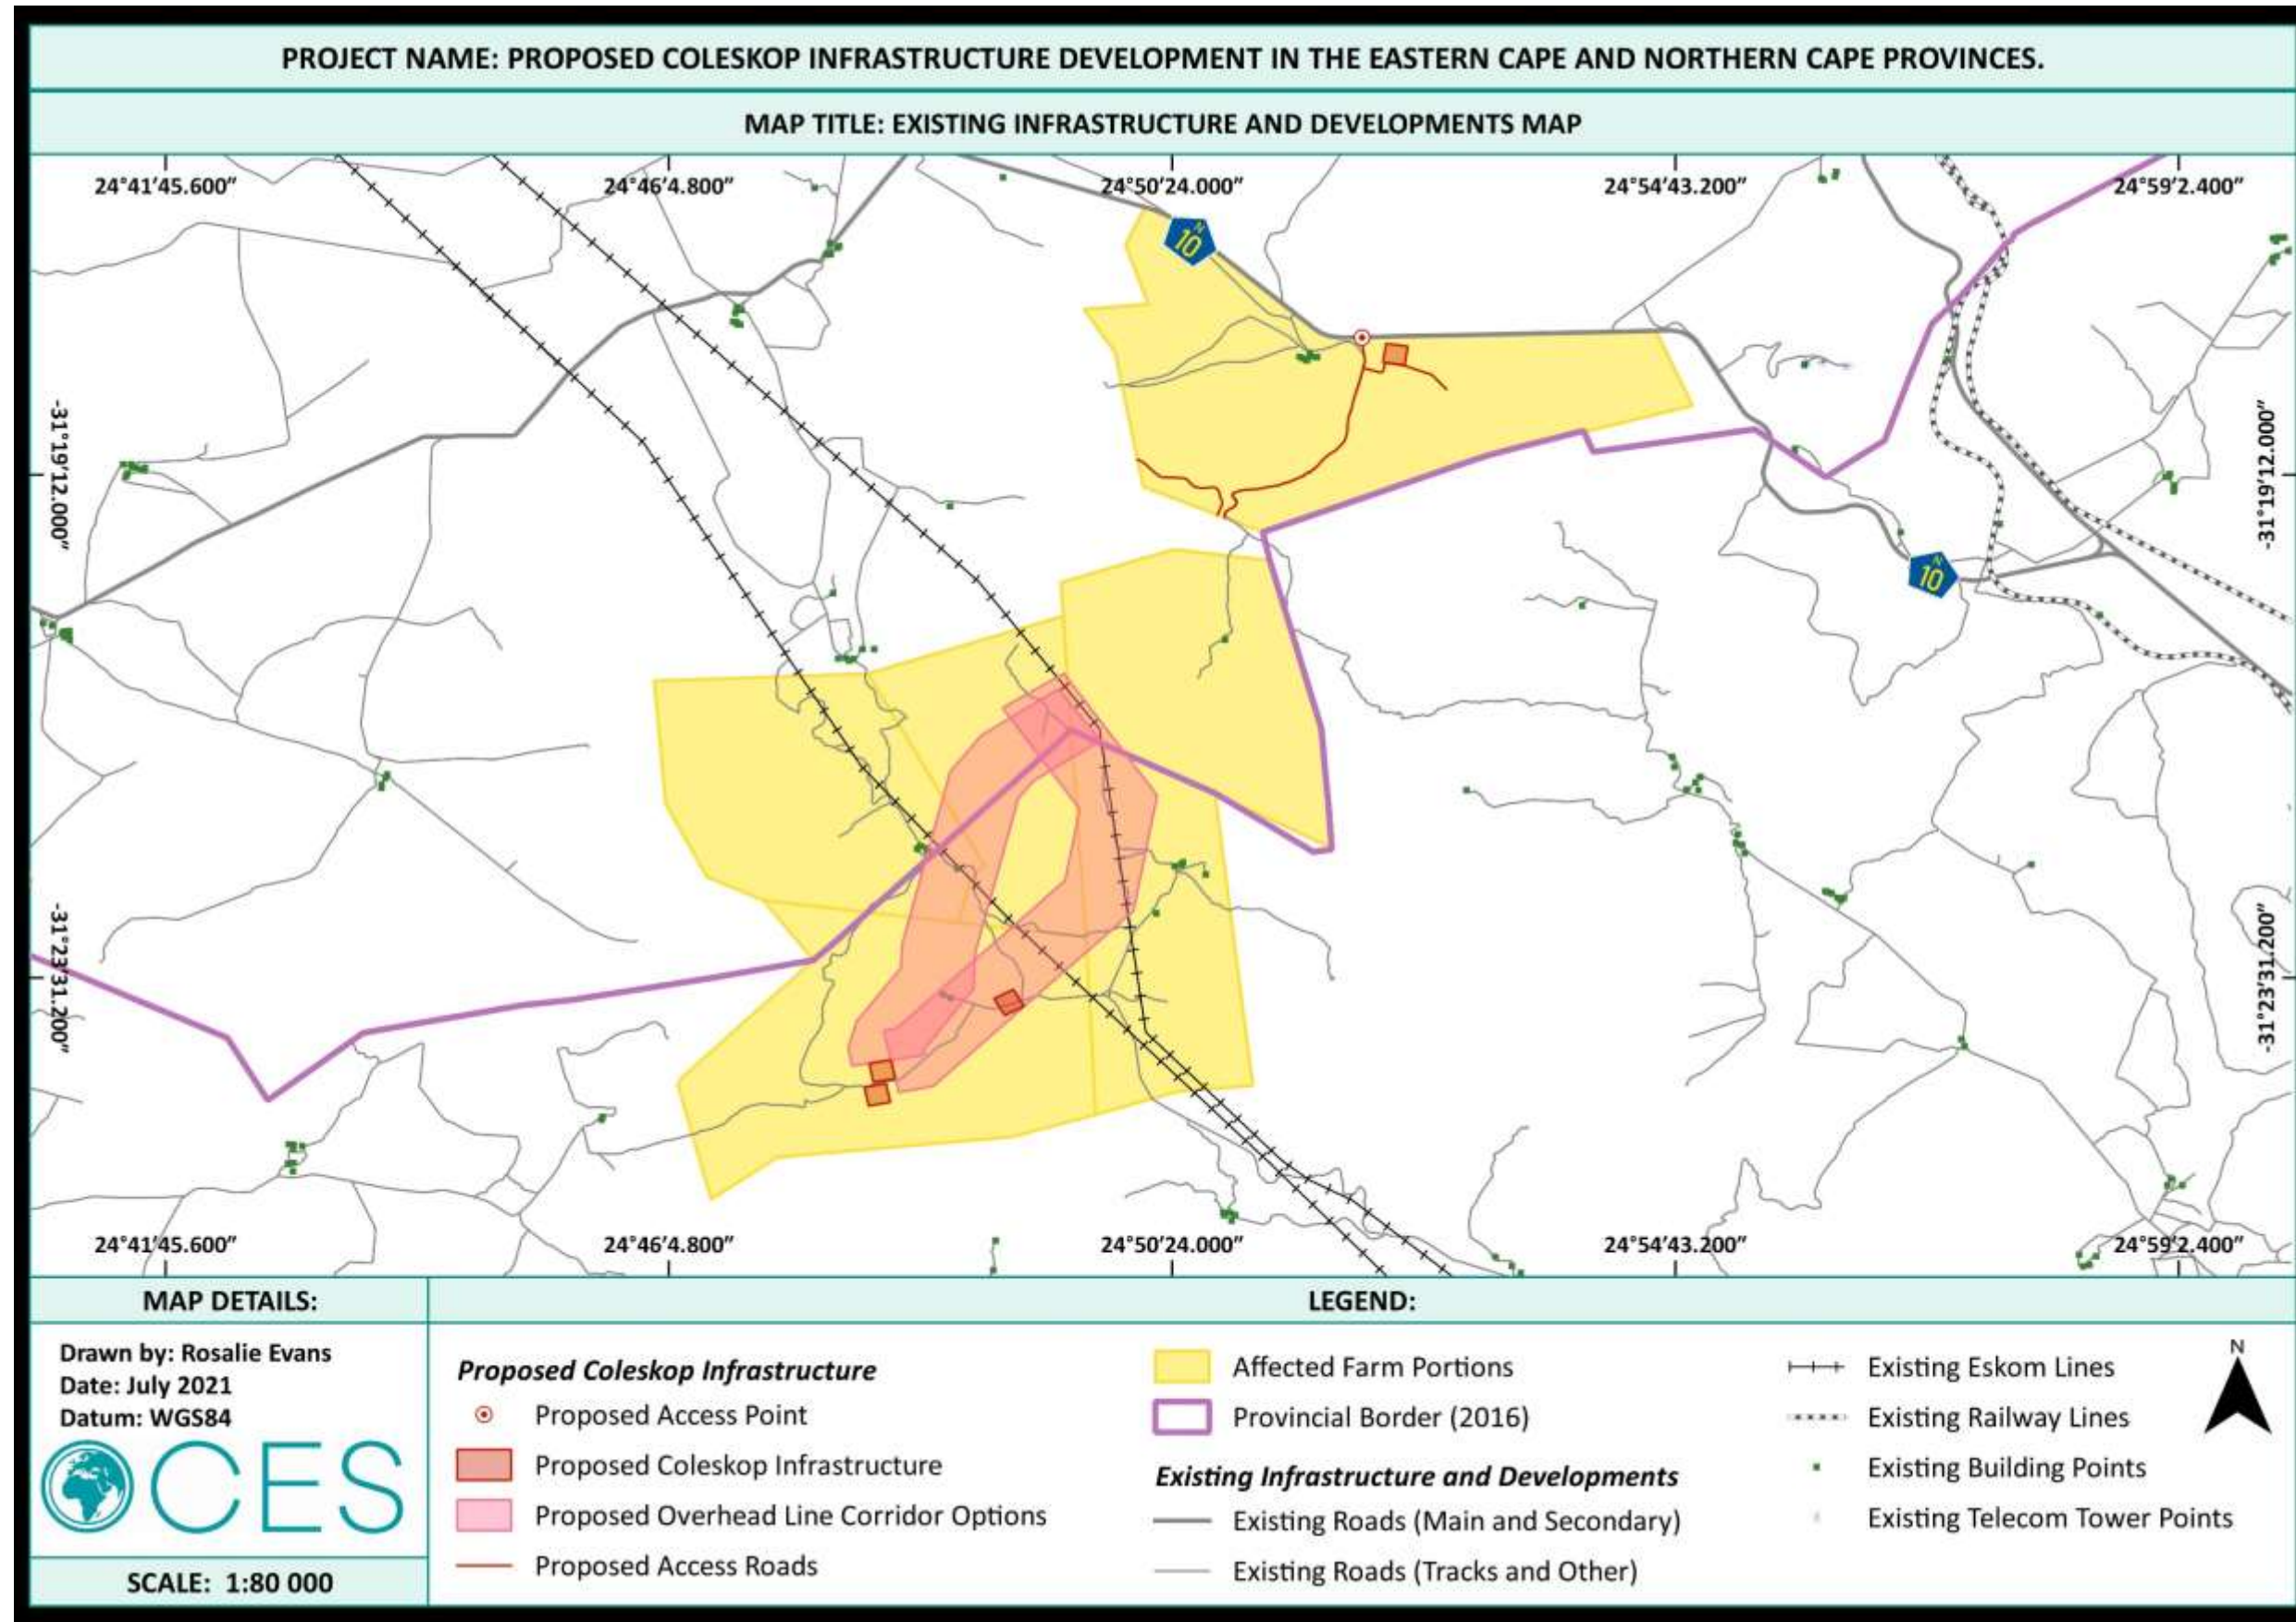 PROJECT NAME: PROPOSED COLESKOP INFRASTRUCTURE DEVELOPMENT IN THE EASTERN CAPE AND NORTHERN CAPE PROVINCES.
MAP TITLE: EXISTING INFRASTRUCTURE AND DEVELOPMENTS MAP
24°41'45.600" 24°46'4.800" 24°50'24.000" 24°54'43.200" 24°59'2.400"
N
10
-31°19'12.000" -31°19'12.000"
N
10
-31°23'31.200" -31°23'31.200"
24°41'45.600" 24°46'4.800" 24°50'24.000" 24°54'43.200" 24°59'2.400"
MAP DETAILS:
Drawn by: Rosalie Evans
Date: July 2021
Datum: WGS84
CES
SCALE: 1:80 000
LEGEND:
Proposed Coleskop Infrastructure
Proposed Access Point
Proposed Coleskop Infrastructure
Proposed Overhead Line Corridor Options
Proposed Access Roads
Affected Farm Portions
Provincial Border (2016)
Existing Infrastructure and Developments
Existing Roads (Main and Secondary)
Existing Roads (Tracks and Other)
Existing Eskom Lines
Existing Railway Lines
Existing Building Points
Existing Telecom Tower Points
N